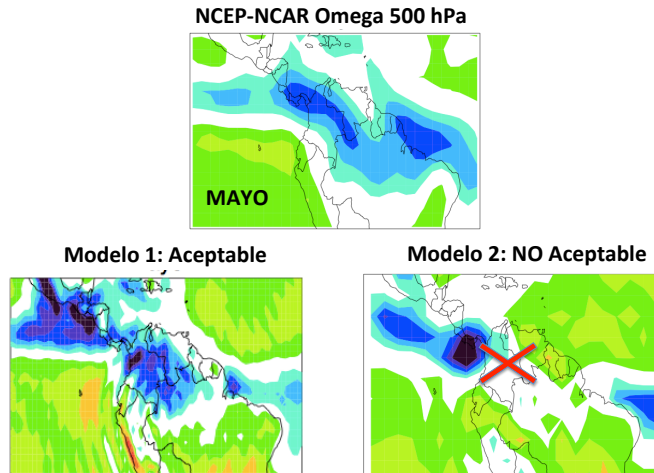 NCEP-NCAR Omega 500 hPa
MAYO
Modelo 1: Aceptable
Modelo 2: NO Aceptable